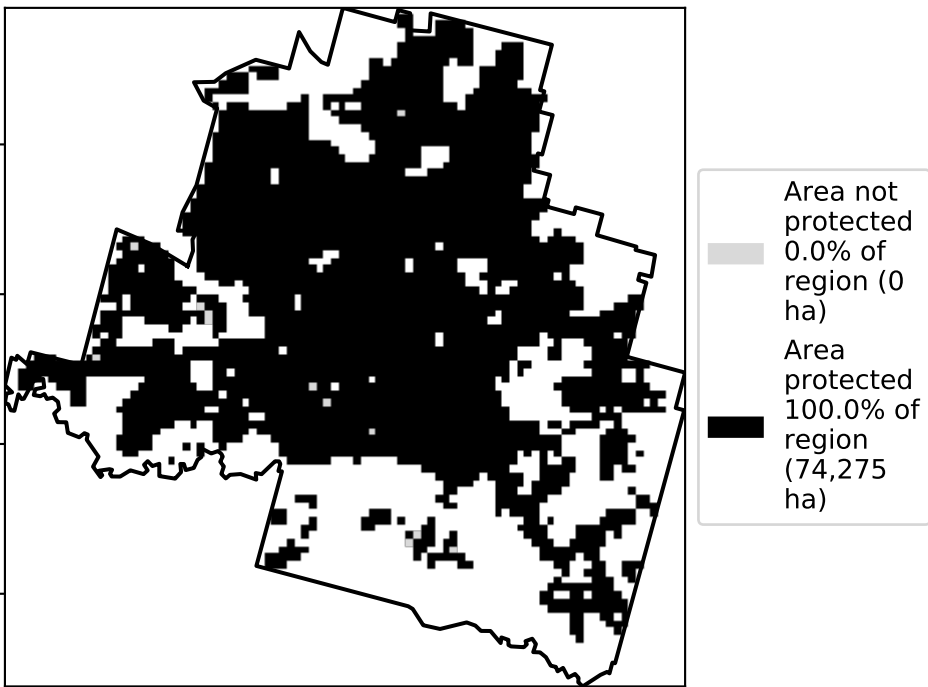 Area not
protected
0.0% of
region (0
ha)
Area
protected
100.0% of
region
(74,275
ha)